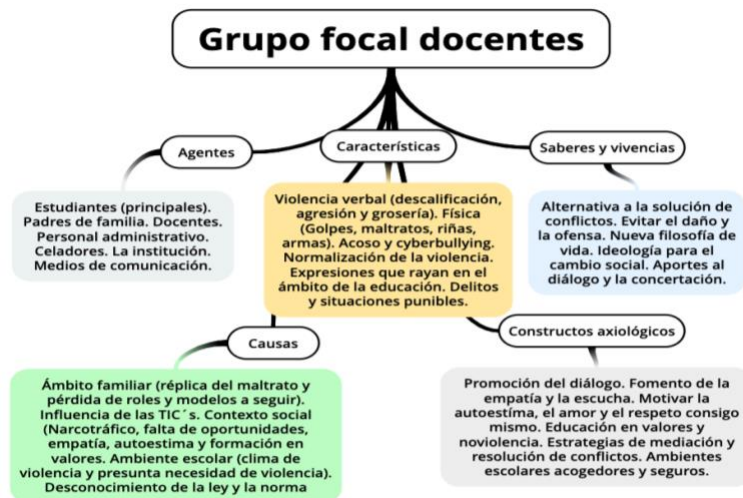 Grupo focal docentes
Agentes
Características
Saberes y vivencias
Estudiantes (principales).
Padres de familia. Docentes.
Personal administrativo.
Celadores. La institución.
Medios de comunicación.
Violencia verbal (descalificación,
agresión y grosería). Física
(Golpes, maltratos, riñas,
armas). Acoso y cyberbullying.
Normalización de la violencia.
Expresiones que rayan en el
ámbito de la educación. Delitos
y situaciones punibles.
Alternativa a la solución de
conflictos. Evitar el daño y
la ofensa. Nueva filosofía de
vida. Ideología para el
cambio social. Aportes al
diálogo y la concertación.
Causas
Constructos axiológicos
Ámbito familiar (réplica del maltrato y
pérdida de roles y modelos a seguir).
Influencia de las TIC´s. Contexto social
(Narcotráfico, falta de oportunidades,
empatía, autoestima y formación en
valores. Ambiente escolar (clima de
violencia y presunta necesidad de violencia).
Desconocimiento de la ley y la norma
Promoción del diálogo. Fomento de la
empatía y la escucha. Motivar la
autoestíma, el amor y el respeto consigo
mismo. Educación en valores y
noviolencia. Estrategias de mediación y
resolución de conflictos. Ambientes
escolares acogedores y seguros.